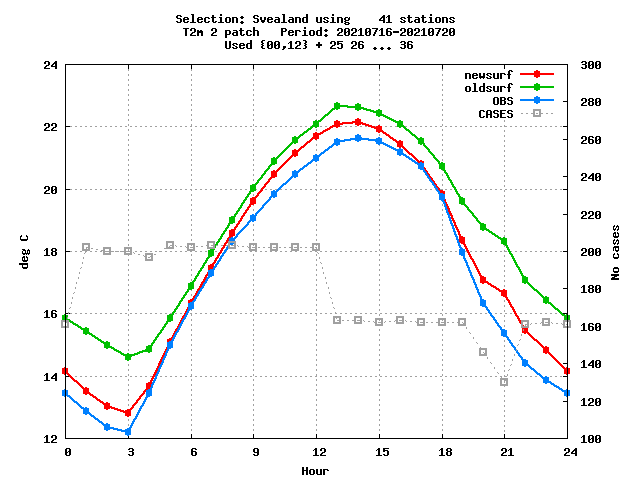 Selection: Svealand using    41 stations
T2m 2 patch   Period: 20210716-20210720
Used {00,12} + 25 26 ... 36
newsurf
oldsurf
OBS
CASES
24
22
20
18
16
14
12
deg C
300
280
260
240
220
200
180
160
140
120
100
No cases
0 3 6 9 12 15 18 21 24
Hour